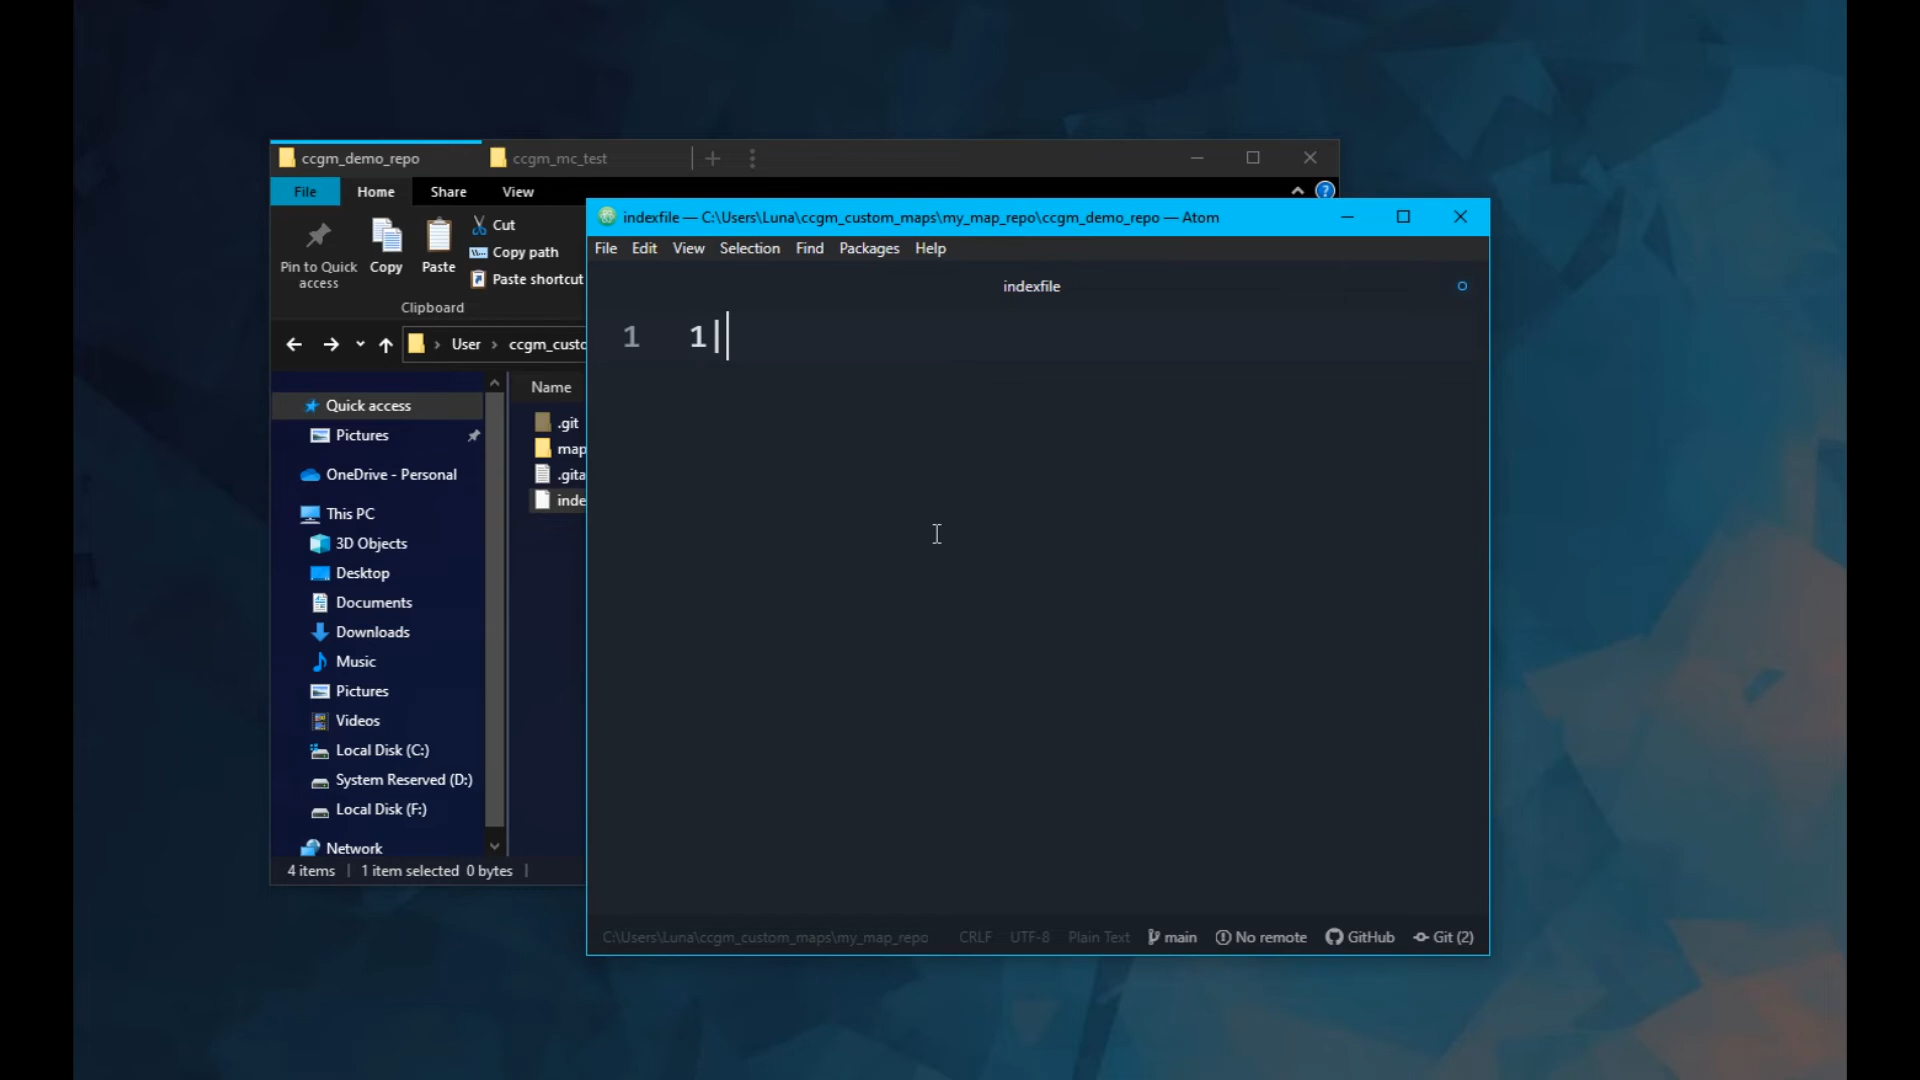 ccgm_demo_repo ccgm_mc_test
File Home Share View
Pin to Quick access
Copy
Paste
Cut
Copy path
Paste shortcut
Clipboard
User ccgm_custo
Name
.git
map
.gita
inde
Quick access
Pictures
OneDrive - Personal
This PC
3D Objects
Desktop
Documents
Downloads
Music
Pictures
Videos
Local Disk (C:)
System Reserved (D:)
Local Disk (F:)
Network
4 items 1 item selected 0 bytes
indexfile — C:\Users\Luna\ccgm_custom_maps\my_map_repo\ccgm_demo_repo — Atom
File Edit View Selection Find Packages Help
indexfile
1 1|
C:\Users\Luna\ccgm_custom_maps\my_map_repo CRLF UTF-8 Plain Text main No remote GitHub Git (2)